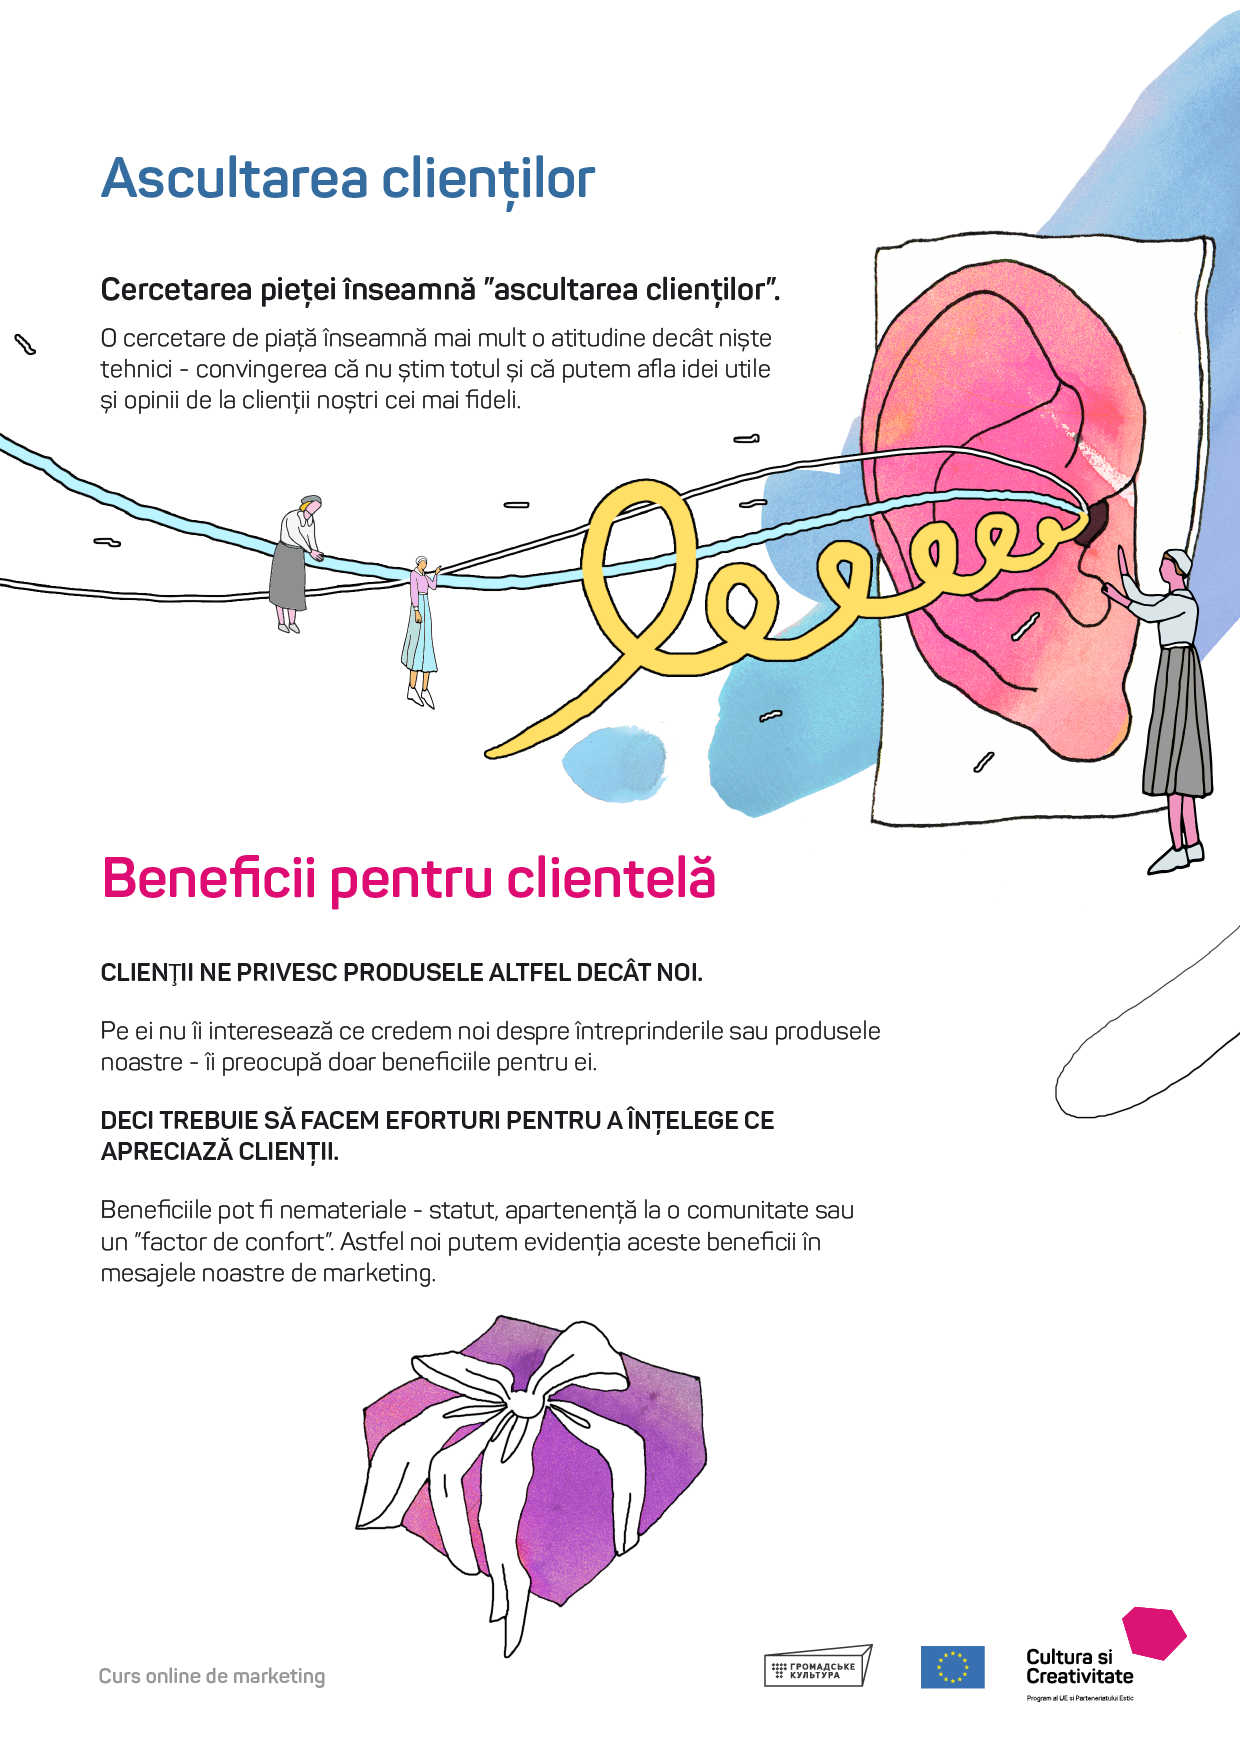 Ascultarea clienților
Cercetarea pieței înseamnă ”ascultarea clienților”.
O cercetare de piață înseamnă mai mult o atitudine decât niște
tehnici - convingerea că nu știm totul și că putem afla idei utile
și opinii de la clienții noștri cei mai fideli.
Beneficii pentru clientelă
CLIENŢII NE PRIVESC PRODUSELE ALTFEL DECÂT NOI.
Pe ei nu îi interesează ce credem noi despre întreprinderile sau produsele
noastre - îi preocupă doar beneficiile pentru ei.
DECI TREBUIE SĂ FACEM EFORTURI PENTRU A ÎNȚELEGE CE
APRECIAZĂ CLIENȚII.
Beneficiile pot fi nemateriale - statut, apartenență la o comunitate sau
un ”factor de confort”. Astfel noi putem evidenția aceste beneficii în
mesajele noastre de marketing.
Curs online de marketing
ГРОМАДСЬКЕ
КУЛЬТУРА
Cultura si
Creativitate
Program al UE si Parteneriatului Estic